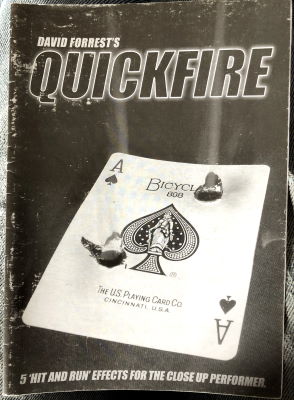 DAVID FORREST'S
QUICKFIRE
A
BICYCL
808
®
THE U.S. PLAYING CARD CO.
CINCINNATI, U.S.A.
A
5 'HIT AND RUN' EFFECTS FOR THE CLOSE UP PERFORMER.